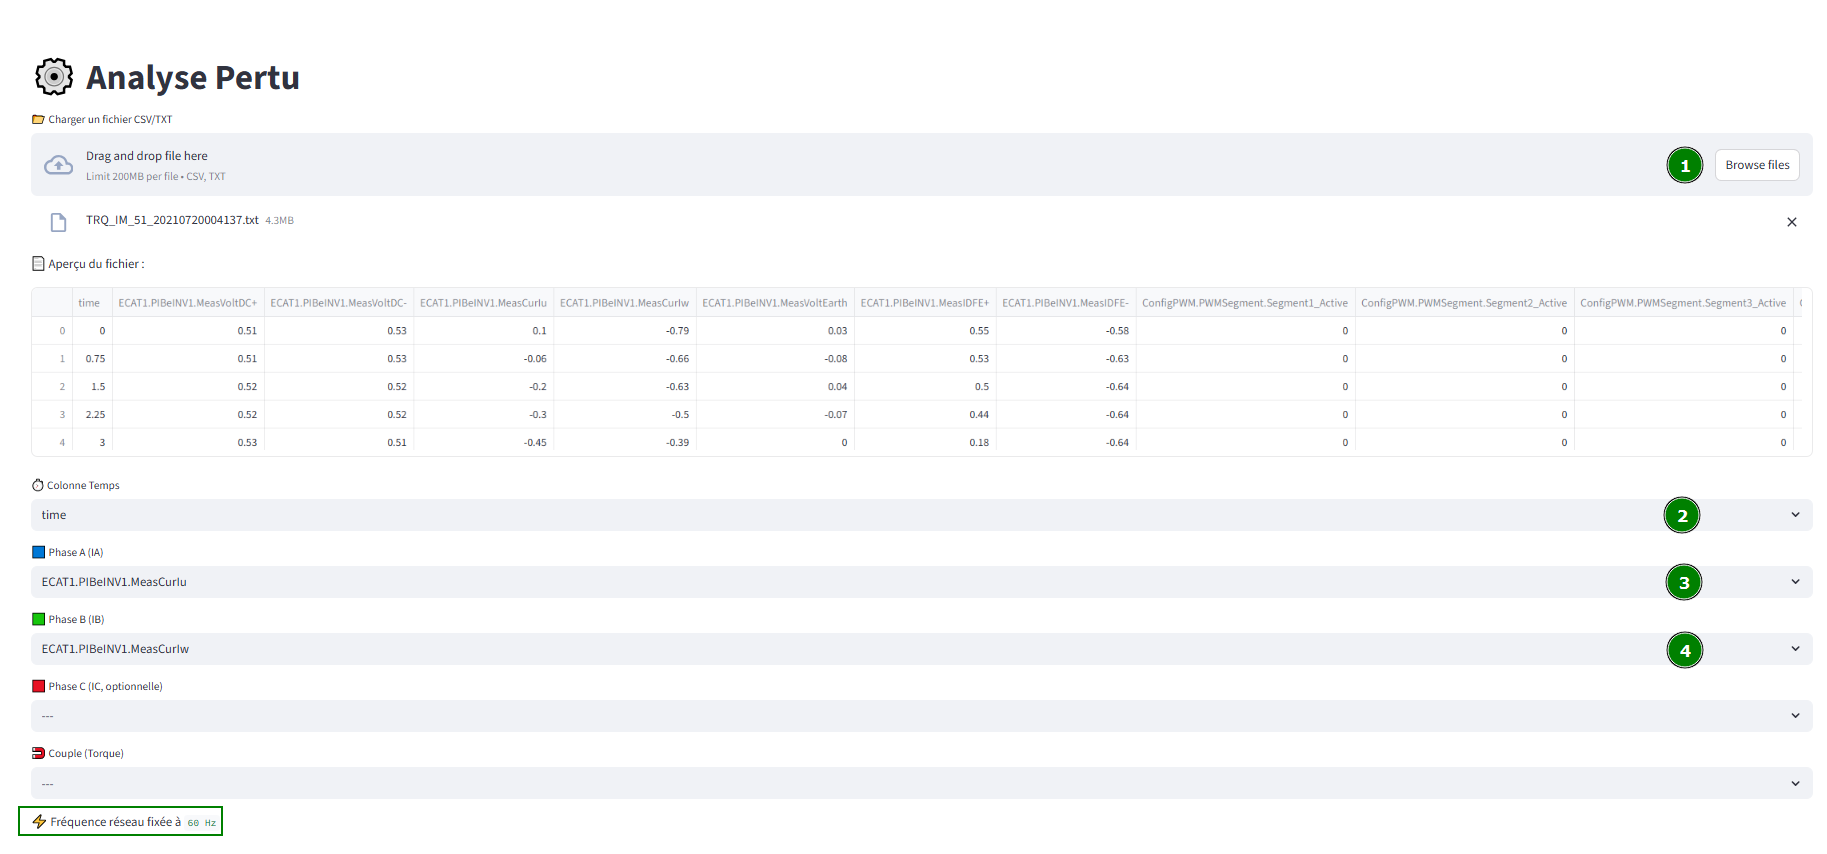 Analyse Pertu
Charger un fichier CSV/TXT
Drag and drop file here
Limit 200MB per file • CSV, TXT
1
Browse files
TRQ_IM_51_20210720004137.txt 4.3MB
Aperçu du fichier :
time ECAT1.PIBeINV1.MeasVoltDC+ ECAT1.PIBeINV1.MeasVoltDC- ECAT1.PIBeINV1.MeasCurIu ECAT1.PIBeINV1.MeasCurIw ECAT1.PIBeINV1.MeasVoltEarth ECAT1.PIBeINV1.MeasIDFE+ ECAT1.PIBeINV1.MeasIDFE- ConfigPWM.PWMSegment.Segment1_Active ConfigPWM.PWMSegment.Segment2_Active ConfigPWM.PWMSegment.Segment3_Active
0 0 0.51 0.53 0.1 -0.79 0.03 0.55 -0.58 0 0 0
1 0.75 0.51 0.53 -0.06 -0.66 -0.08 0.53 -0.63 0 0 0
2 1.5 0.52 0.52 -0.2 -0.63 0.04 0.5 -0.64 0 0 0
3 2.25 0.52 0.52 -0.3 -0.5 -0.07 0.44 -0.64 0 0 0
4 3 0.53 0.51 -0.45 -0.39 0 0.18 -0.64 0 0 0
Colonne Temps
time
2
Phase A (IA)
ECAT1.PIBeINV1.MeasCurIu
3
Phase B (IB)
ECAT1.PIBeINV1.MeasCurIw
4
Phase C (IC, optionnelle)
---
Couple (Torque)
---
Fréquence réseau fixée à 60 Hz